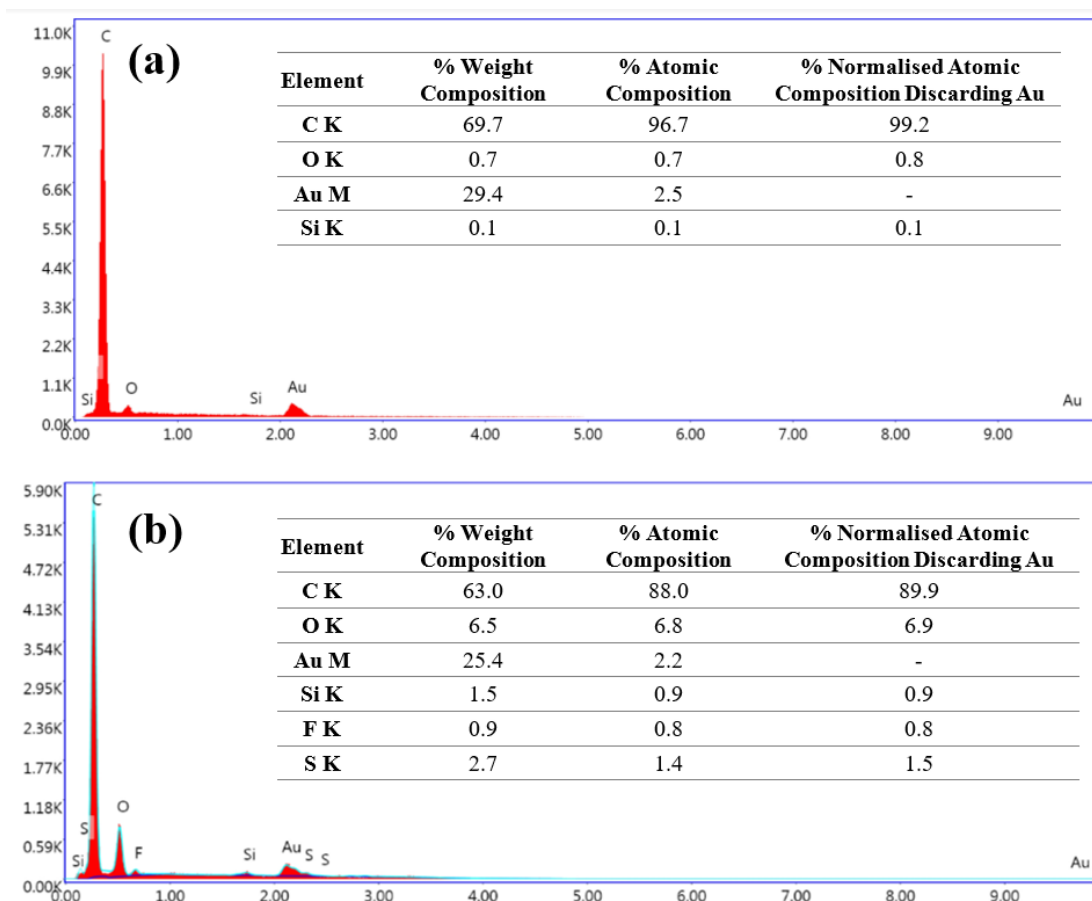 11.0K
C
(a)
Element % Weight Composition % Atomic Composition % Normalised Atomic Composition Discarding Au
9.9K
C K 69.7 96.7 99.2
8.8K
O K 0.7 0.7 0.8
7.7K
Au M 29.4 2.5 -
6.6K
Si K 0.1 0.1 0.1
5.5K
4.4K
3.3K
2.2K
1.1K
Si O Si Au Au
0.0K
0.00 1.00 2.00 3.00 4.00 5.00 6.00 7.00 8.00 9.00
5.90K
C
(b)
Element % Weight Composition % Atomic Composition % Normalised Atomic Composition Discarding Au
5.31K
4.72K
C K 63.0 88.0 89.9
4.13K
O K 6.5 6.8 6.9
3.54K
Au M 25.4 2.2 -
2.95K
Si K 1.5 0.9 0.9
2.36K
F K 0.9 0.8 0.8
1.77K
S K 2.7 1.4 1.5
1.18K
O
S
0.59K
Si F Si Au S S Au
0.00K
0.00 1.00 2.00 3.00 4.00 5.00 6.00 7.00 8.00 9.00